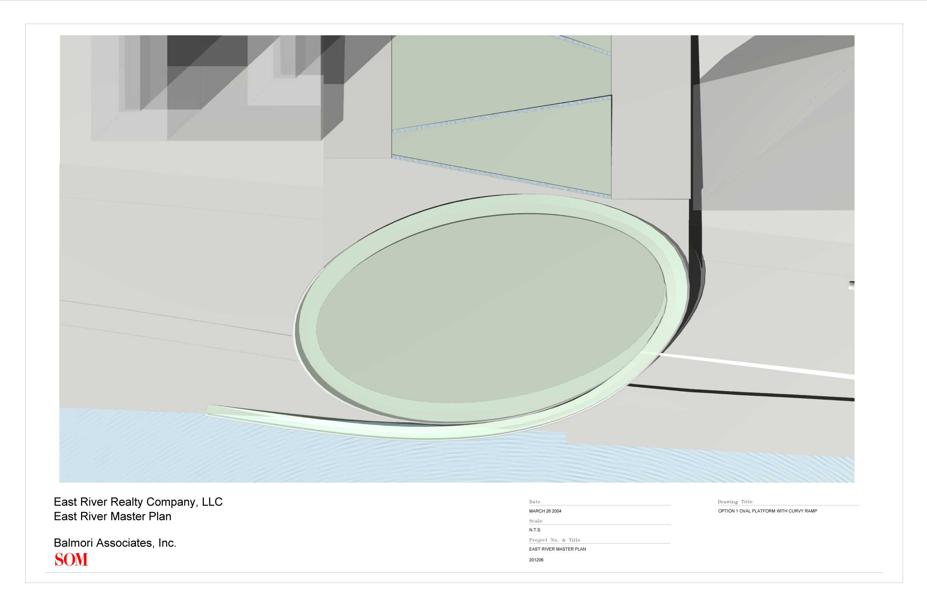 East River Realty Company, LLC
East River Master Plan
Balmori Associates, Inc.
SOM
Date
MARCH 26 2004
Scale
N.T.S.
Project No. & Title
EAST RIVER MASTER PLAN
201206
Drawing Title
OPTION 1 OVAL PLATFORM WITH CURVY RAMP